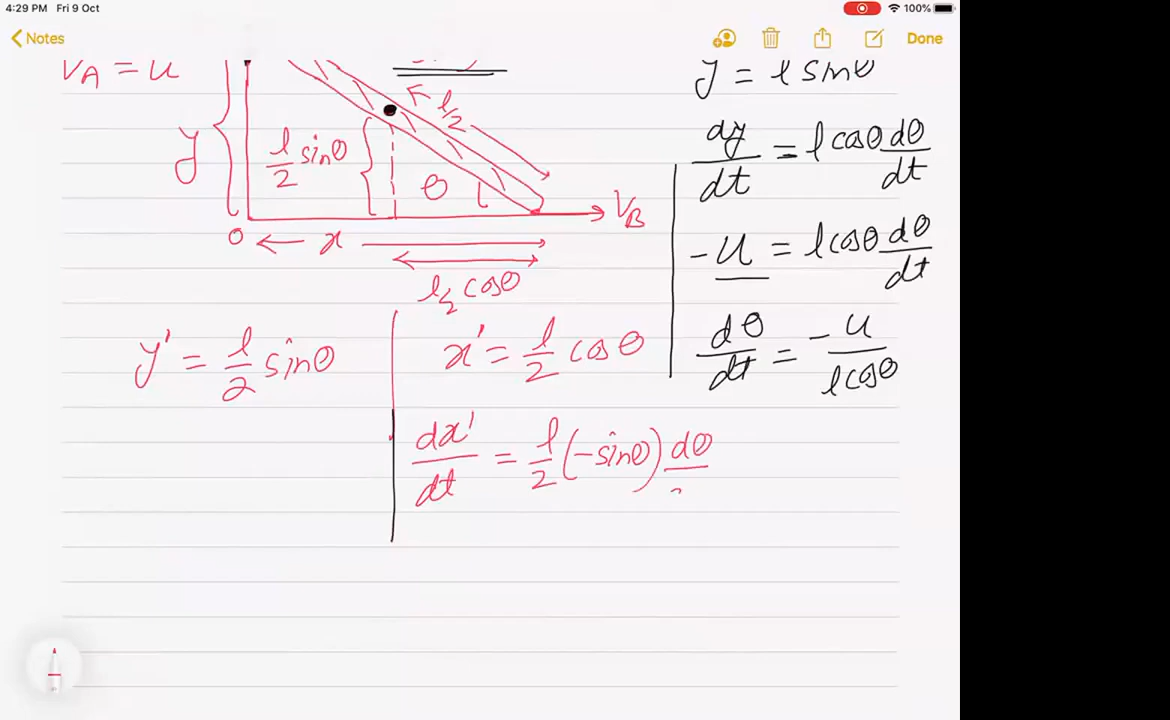 4:29 PM Fri 9 Oct
100%
Notes
Done
V_A = u
y = l sinθ
y
l/2 sinθ
l/2
θ
V_B
0
x
l/2 cosθ
dy/dt = l cosθ dθ/dt
-u = l cosθ dθ/dt
dθ/dt = -u/(l cosθ)
y' = l/2 sinθ
x' = l/2 cosθ
dx'/dt = l/2 (-sinθ) dθ